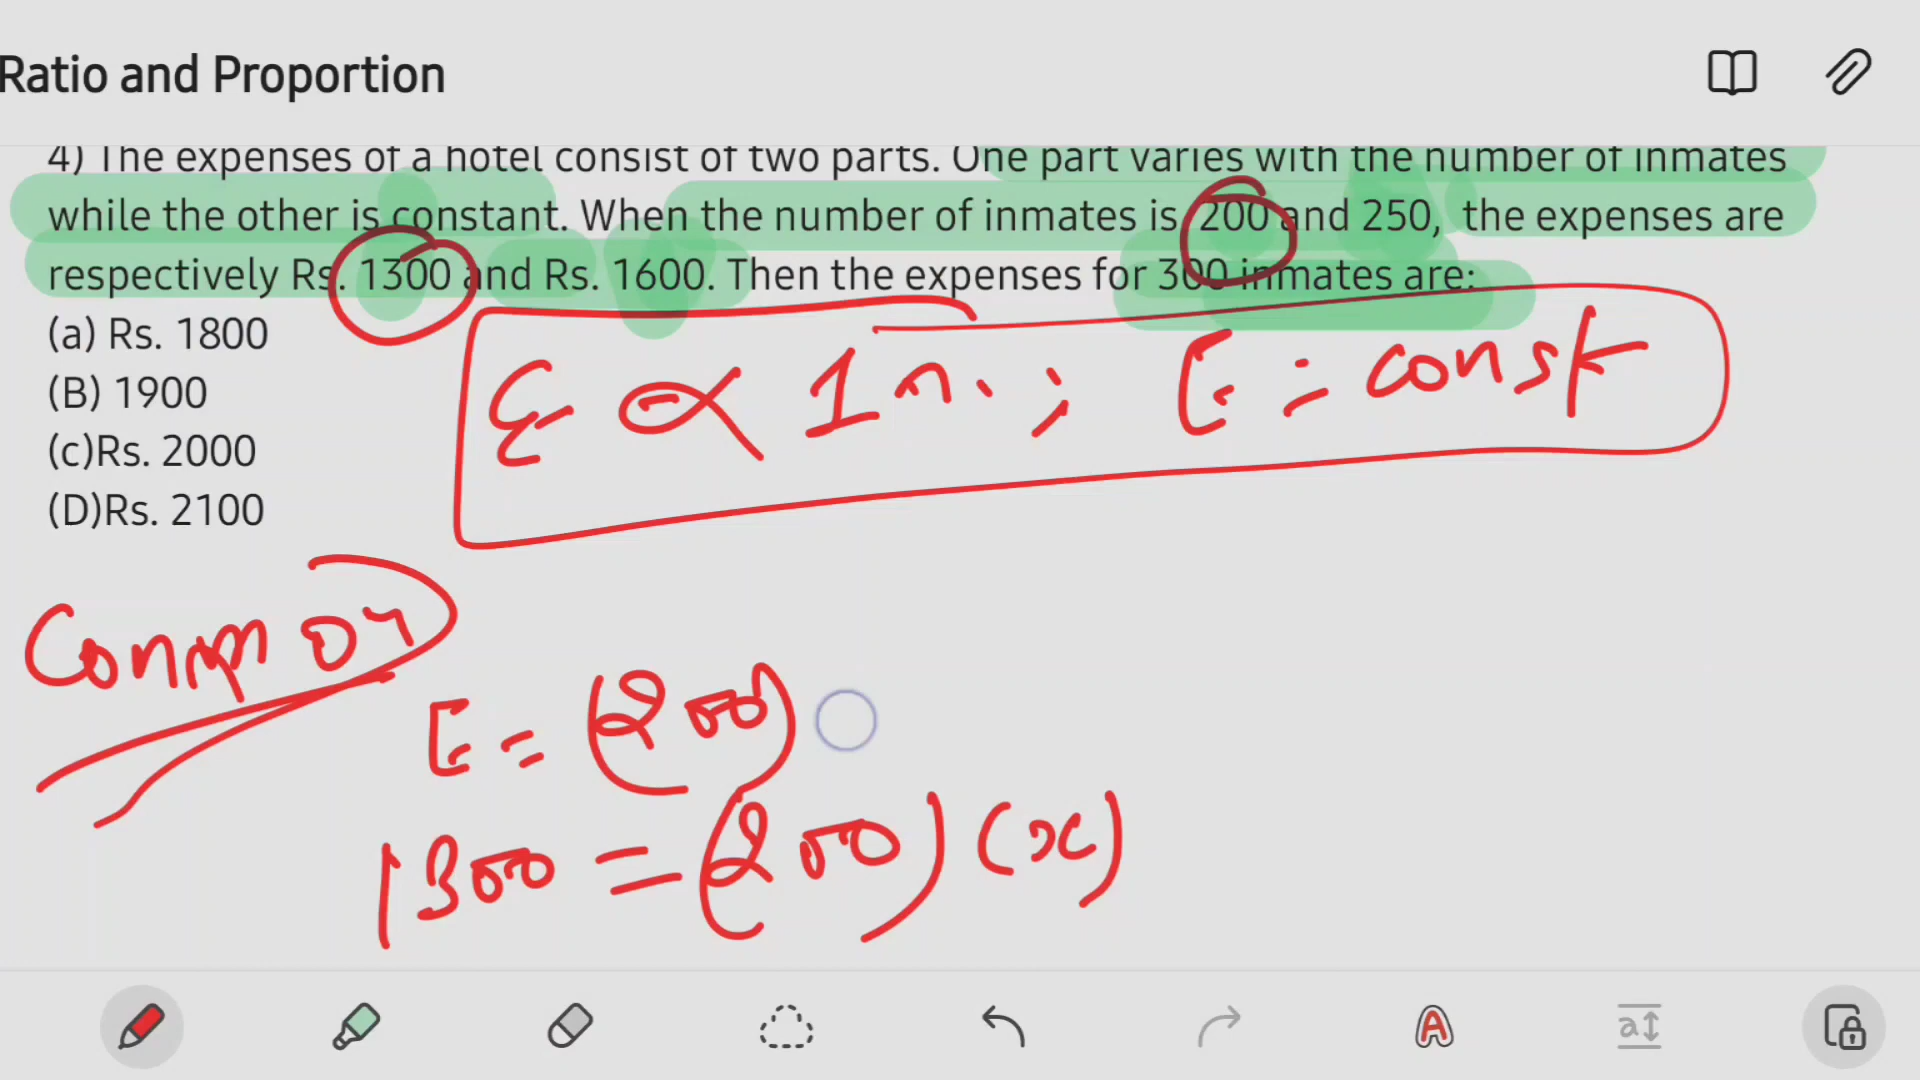 Ratio and Proportion
4) The expenses of a hotel consist of two parts. One part varies with the number of inmates
while the other is constant. When the number of inmates is 200 and 250, the expenses are
respectively Rs. 1300 and Rs. 1600. Then the expenses for 300 inmates are:
(a) Rs. 1800
(B) 1900
(c)Rs. 2000
(D)Rs. 2100
E ∝ In. ; E = const
E = (200)
1300 = (200) (x)
A
a